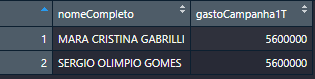 nomeCompleto gastoCampanha1T
1 MARA CRISTINA GABRILLI 5600000
2 SERGIO OLIMPIO GOMES 5600000